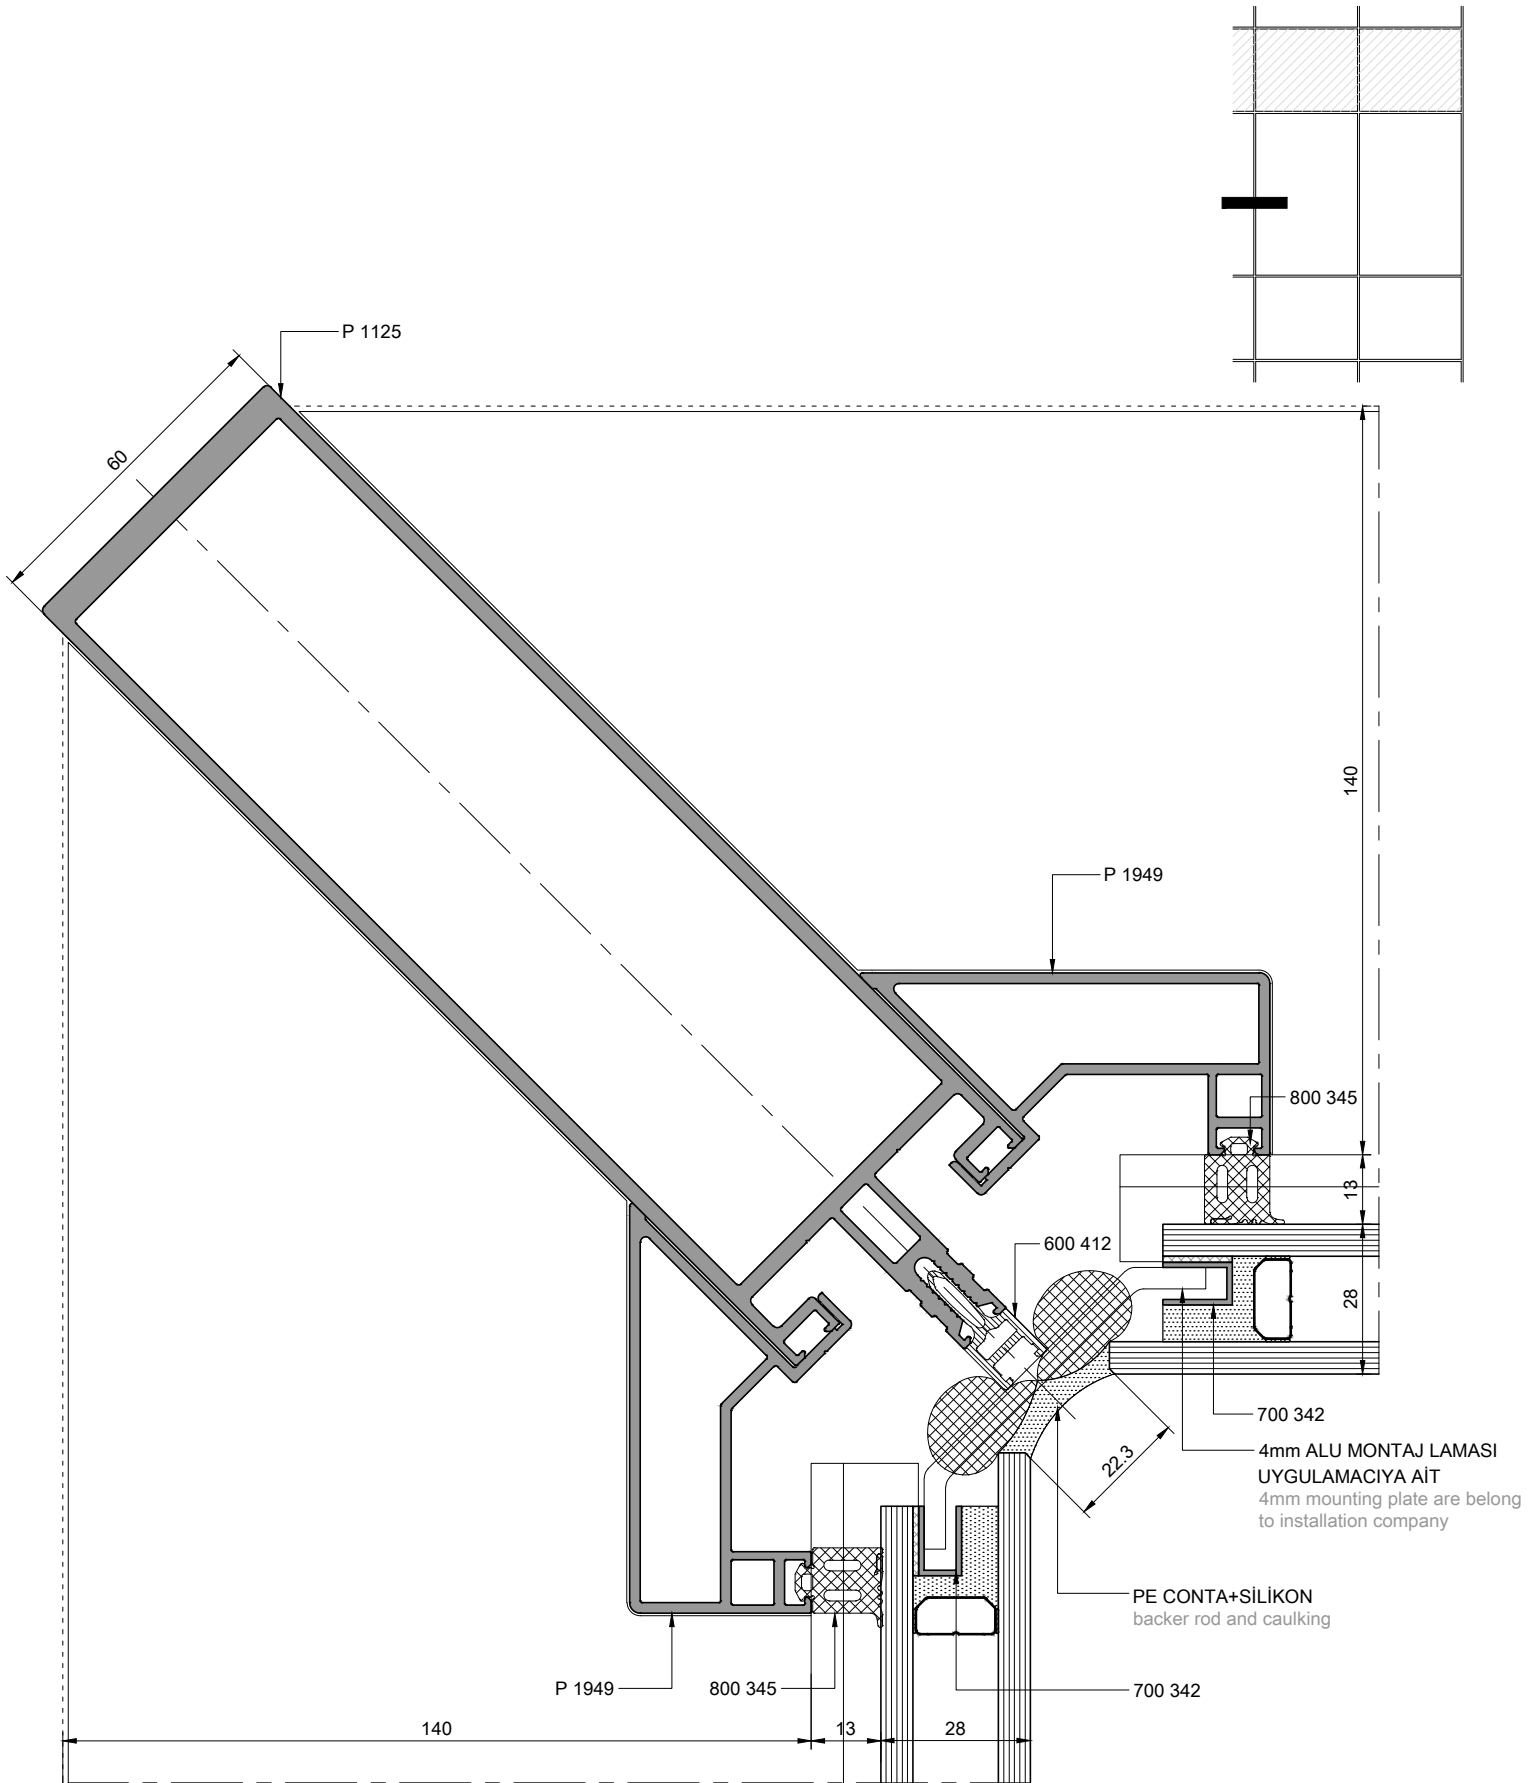 P 1125
60
140
P 1949
800 345
13
600 412
28
700 342
4mm ALU MONTAJ LAMASI
UYGULAMACIYA AİT
4mm mounting plate are belong
to installation company
22.3
PE CONTA+SİLİKON
backer rod and caulking
P 1949
800 345
700 342
140
13
28